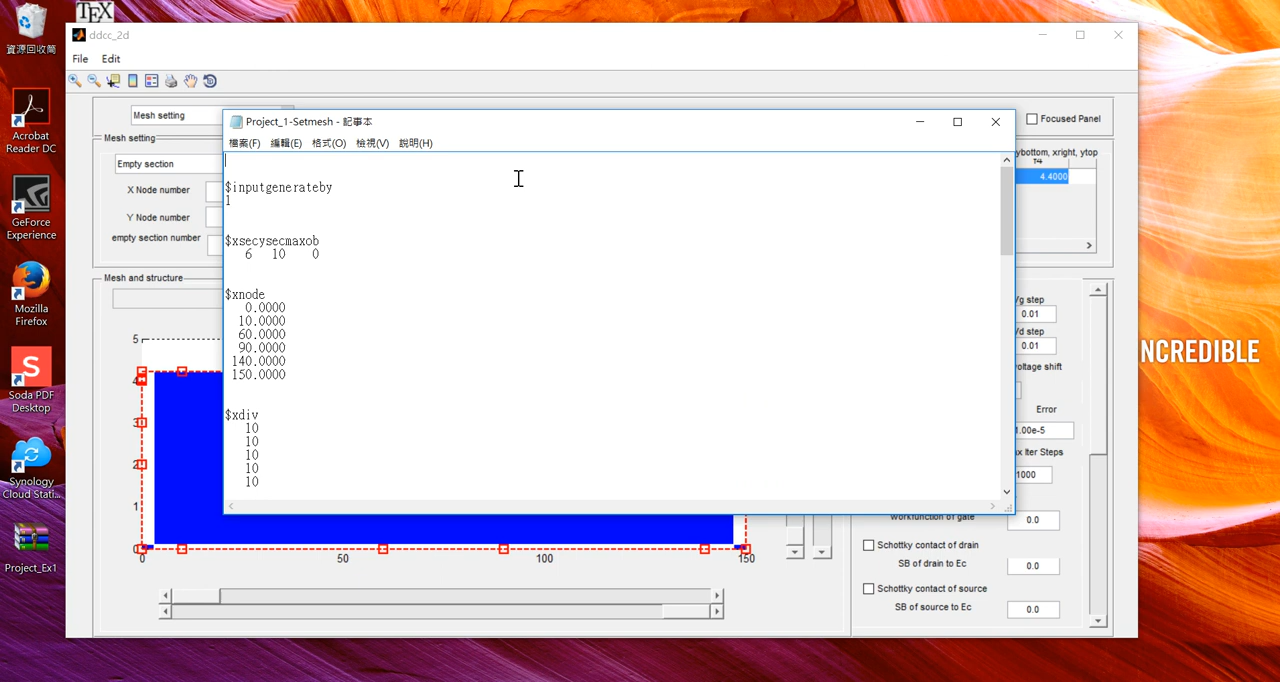 資源回收筒
TEX
Acrobat
Reader DC
GeForce
Experience
Mozilla
Firefox
Soda PDF
Desktop
Synology
Cloud Stati...
Project_Ex1
ddcc_2d
File Edit
Mesh setting
Focused Panel
Mesh setting
Empty section
X Node number
Y Node number
empty section number
ybottom, xright, ytop
4.4000
Project_1-Setmesh - 記事本
檔案(F) 編輯(E) 格式(O) 檢視(V) 說明(H)
$inputgenerateby
1
$xsecysecmaxob
6 10 0
$xnode
0.0000
10.0000
60.0000
90.0000
140.0000
150.0000
$xdiv
10
10
10
10
10
Mesh and structure
5
4
3
2
1
0
0 50 100 150
Vg step
0.01
Vd step
0.01
voltage shift
Error
1.00e-5
Iter Steps
1000
Workfunction of gate 0.0
Schottky contact of drain
SB of drain to Ec 0.0
Schottky contact of source
SB of source to Ec 0.0
NCREDIBLE